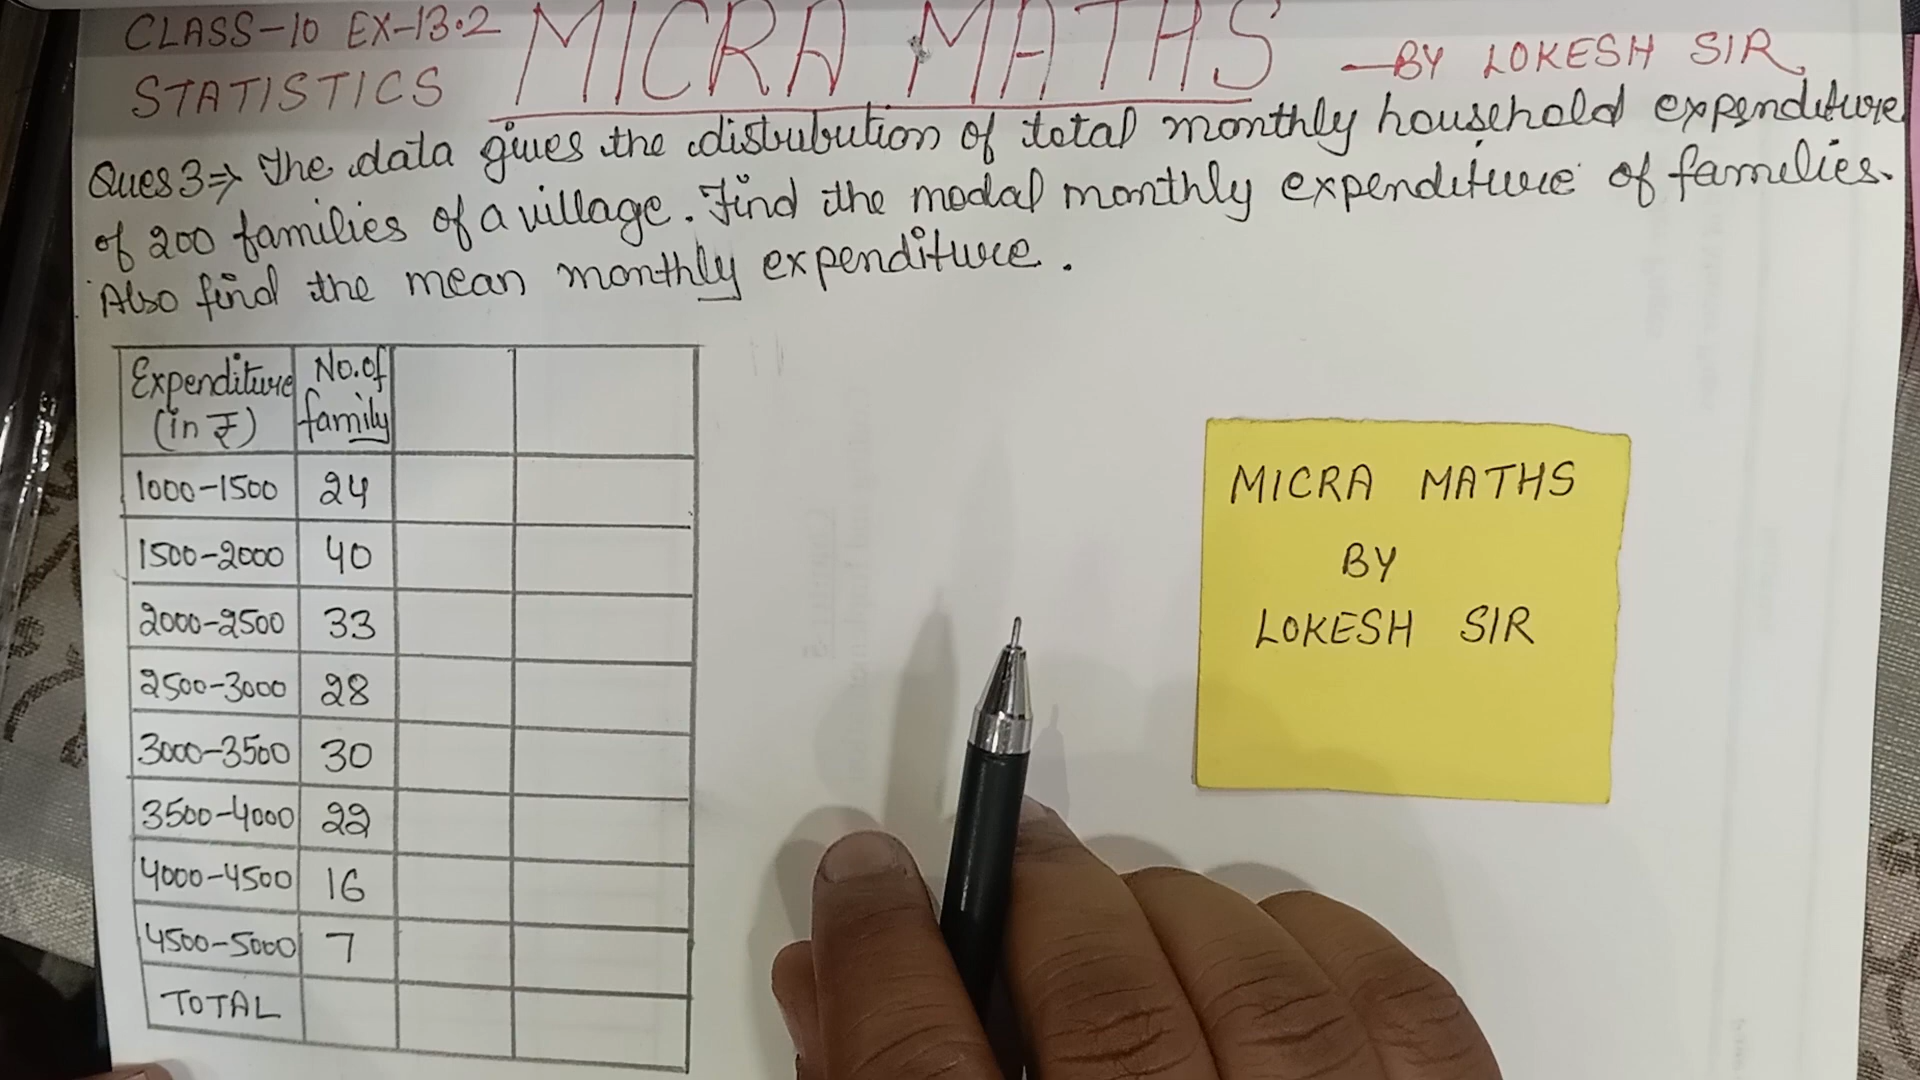 CLASS-10 EX-13.2 MICRA MATHS -BY LOKESH SIR
STATISTICS
Ques 3⇒ The data gives the distribution of total monthly household expenditure
of 200 families of a village. Find the modal monthly expenditure of families.
Also find the mean monthly expenditure.
Expenditure (in ₹) No. of family
1000-1500 24
1500-2000 40
2000-2500 33
2500-3000 28
3000-3500 30
3500-4000 22
4000-4500 16
4500-5000 7
TOTAL
MICRA MATHS
BY
LOKESH SIR